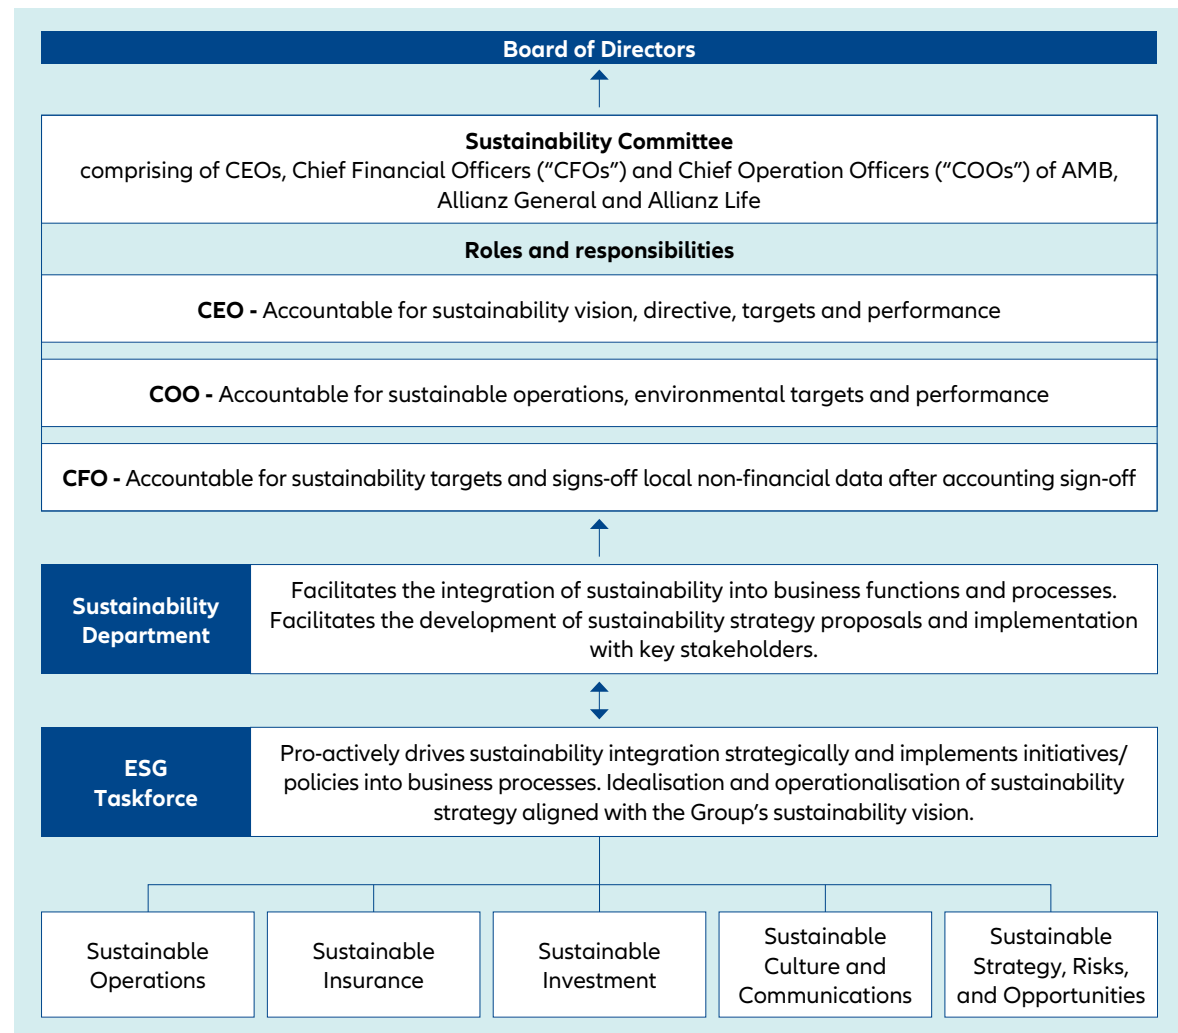 Board of Directors
Sustainability Committee
comprising of CEOs, Chief Financial Officers (“CFOs”) and Chief Operation Officers (“COOs”) of AMB,
Allianz General and Allianz Life
Roles and responsibilities
CEO - Accountable for sustainability vision, directive, targets and performance
COO - Accountable for sustainable operations, environmental targets and performance
CFO - Accountable for sustainability targets and signs-off local non-financial data after accounting sign-off
Sustainability
Department
Facilitates the integration of sustainability into business functions and processes.
Facilitates the development of sustainability strategy proposals and implementation
with key stakeholders.
ESG
Taskforce
Pro-actively drives sustainability integration strategically and implements initiatives/
policies into business processes. Idealisation and operationalisation of sustainability
strategy aligned with the Group’s sustainability vision.
Sustainable
Operations
Sustainable
Insurance
Sustainable
Investment
Sustainable
Culture and
Communications
Sustainable
Strategy, Risks,
and Opportunities